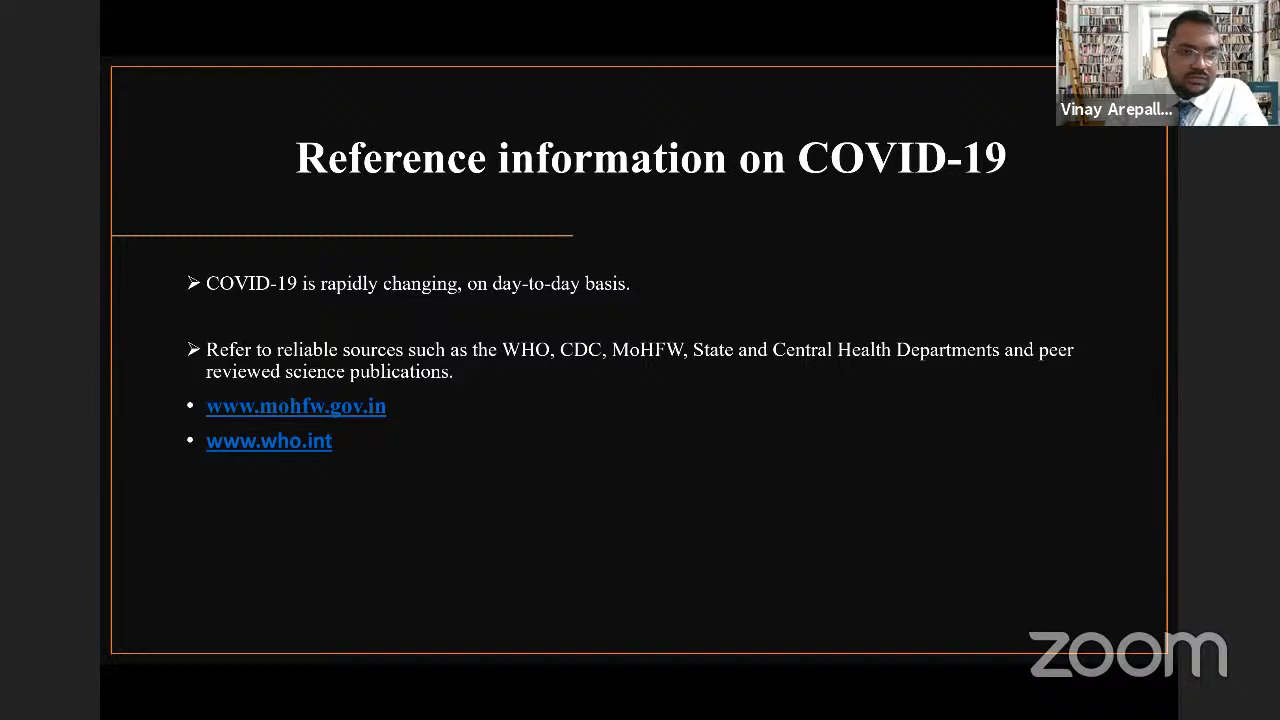 Vinay Arepall...
Reference information on COVID-19
➢ COVID-19 is rapidly changing, on day-to-day basis.
➢ Refer to reliable sources such as the WHO, CDC, MoHFW, State and Central Health Departments and peer
reviewed science publications.
• www.mohfw.gov.in
• www.who.int
zoom